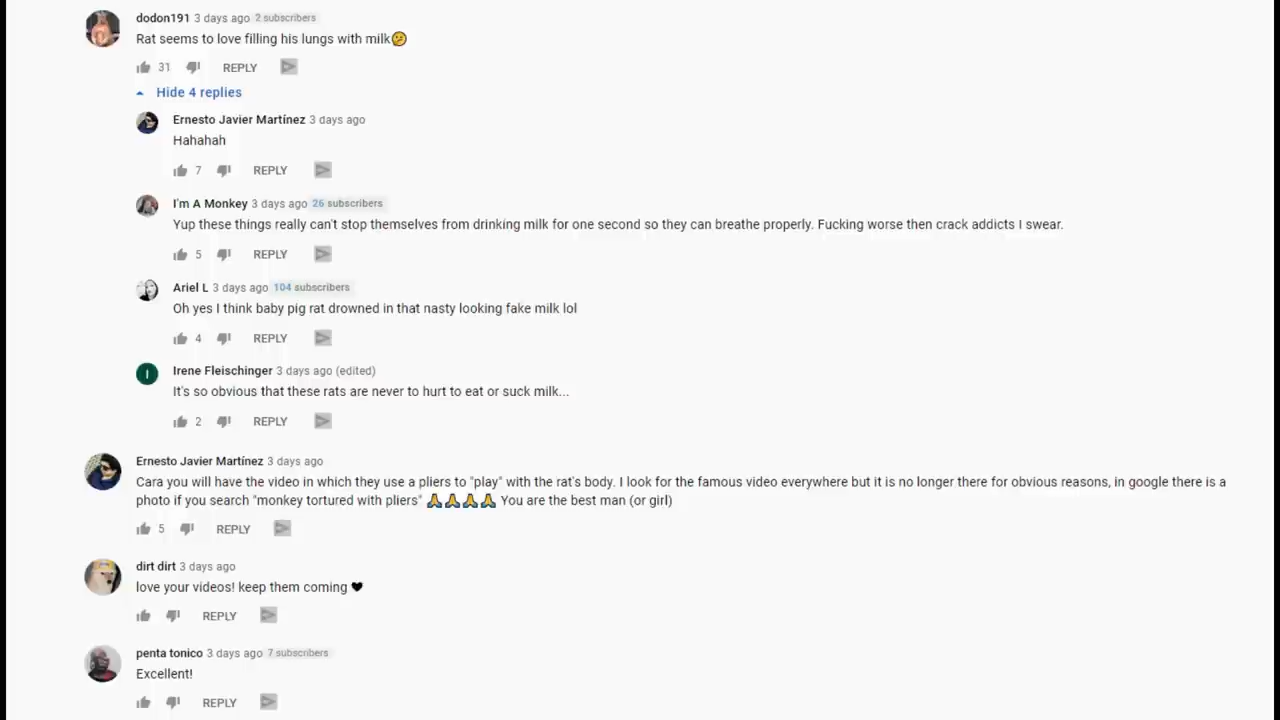 dodon191 3 days ago 2 subscribers
Rat seems to love filling his lungs with milk🤔
31 REPLY
Hide 4 replies
Ernesto Javier Martínez 3 days ago
Hahahah
7 REPLY
I'm A Monkey 3 days ago 26 subscribers
Yup these things really can't stop themselves from drinking milk for one second so they can breathe properly. Fucking worse then crack addicts I swear.
5 REPLY
Ariel L 3 days ago 104 subscribers
Oh yes I think baby pig rat drowned in that nasty looking fake milk lol
4 REPLY
I
Irene Fleischinger 3 days ago (edited)
It's so obvious that these rats are never to hurt to eat or suck milk...
2 REPLY
Ernesto Javier Martínez 3 days ago
Cara you will have the video in which they use a pliers to "play" with the rat's body. I look for the famous video everywhere but it is no longer there for obvious reasons, in google there is a
photo if you search "monkey tortured with pliers" 🙏🙏🙏🙏 You are the best man (or girl)
5 REPLY
dirt dirt 3 days ago
love your videos! keep them coming ♥
REPLY
penta tonico 3 days ago 7 subscribers
Excellent!
REPLY